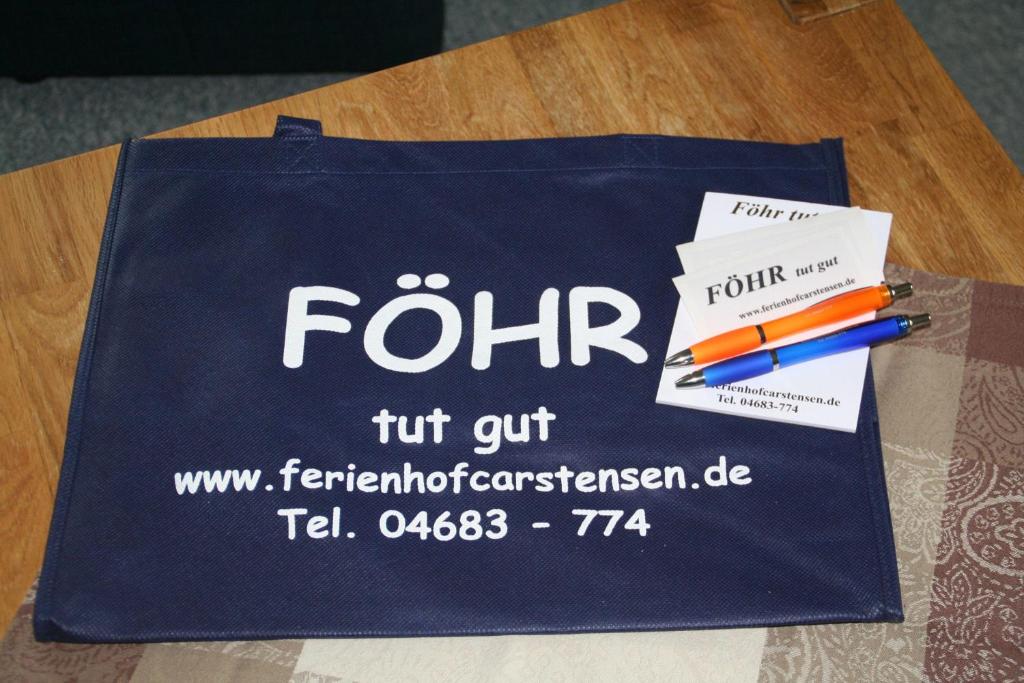 FÖHR
tut gut
www.ferienhofcarstensen.de
Tel. 04683 - 774
Föhr tut
FÖHR tut gut
www.ferienhofcarstensen.de
ferienhofcarstensen.de
Tel. 04683-774